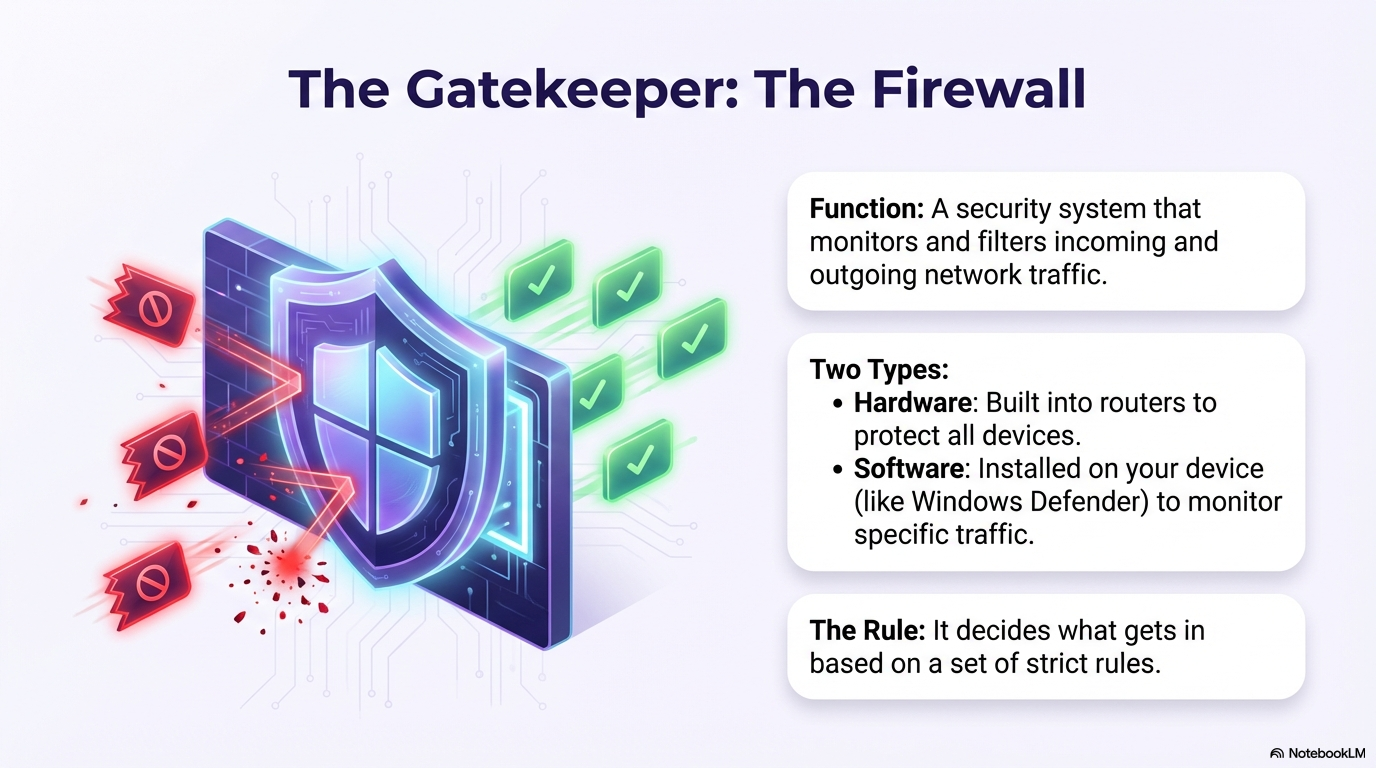 The Gatekeeper: The Firewall
Function: A security system that
monitors and filters incoming and
outgoing network traffic.
Two Types:
• Hardware: Built into routers to
protect all devices.
• Software: Installed on your device
(like Windows Defender) to monitor
specific traffic.
The Rule: It decides what gets in
based on a set of strict rules.
NotebookLM